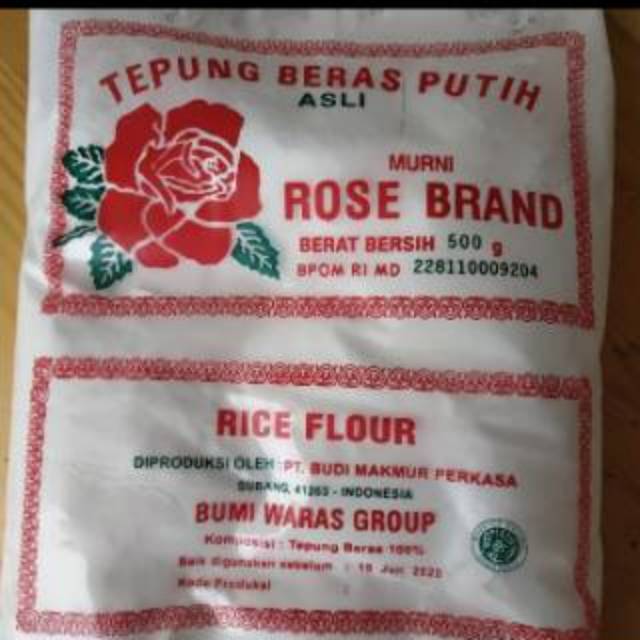 TEPUNG BERAS PUTIH
ASLI
MURNI
ROSE BRAND
BERAT BERSIH 500 g
BPOM RI MD 228110009204
RICE FLOUR
DIPRODUKSI OLEH : PT. BUDI MAKMUR PERKASA
SUBANG, 41263 - INDONESIA
BUMI WARAS GROUP
Komposisi : Tepung Beras 100%
Baik digunakan sebelum :
Kode Produksi :